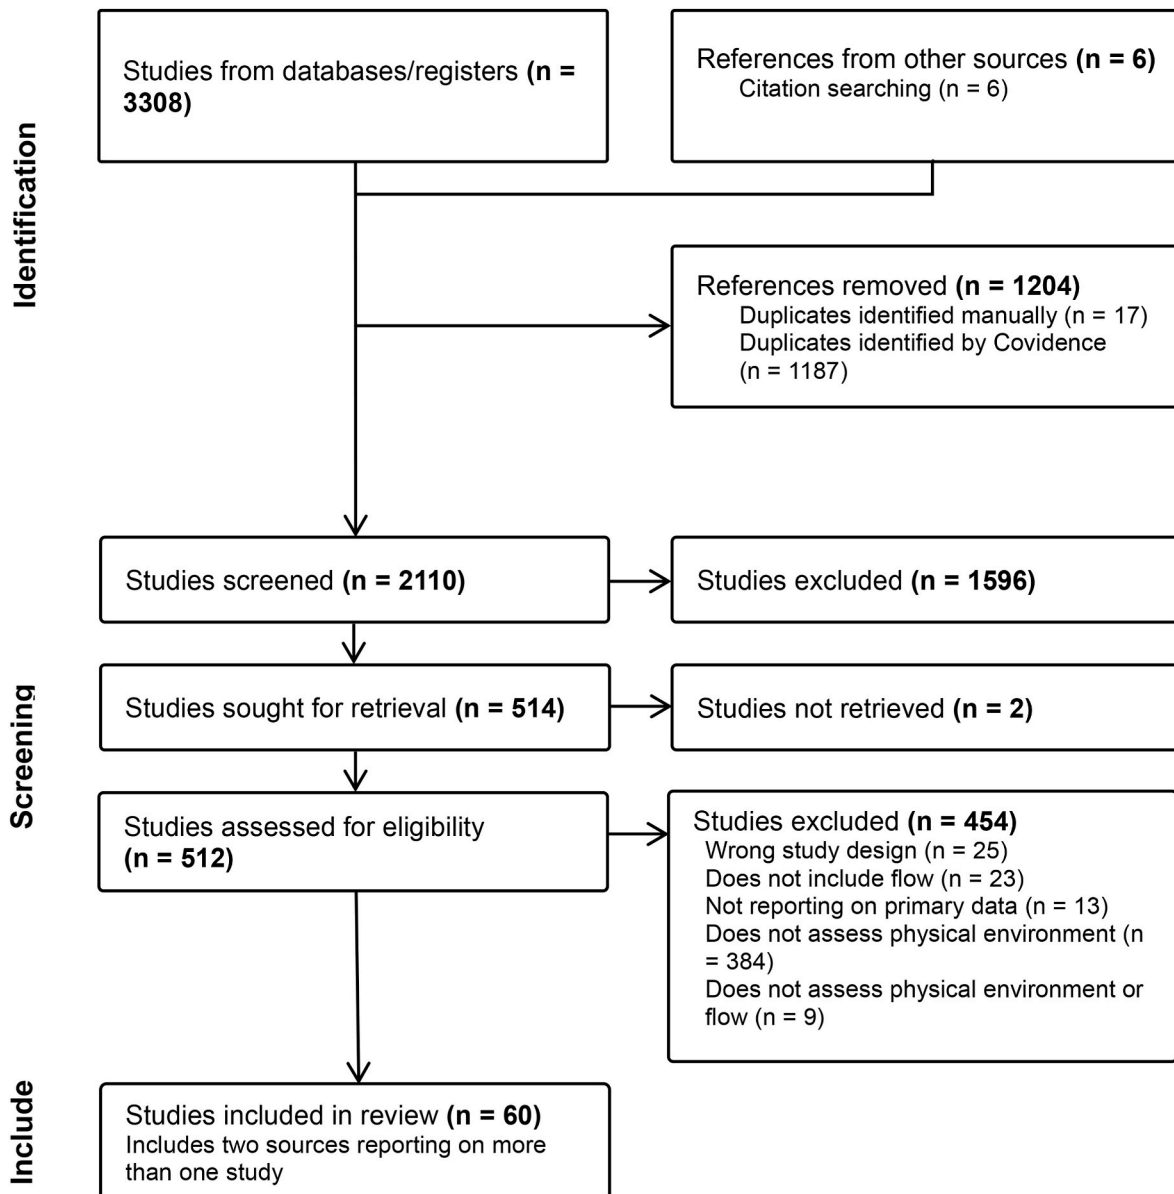 Identification
Studies from databases/registers (n =
3308)
References from other sources (n = 6)
Citation searching (n = 6)
References removed (n = 1204)
Duplicates identified manually (n = 17)
Duplicates identified by Covidence
(n = 1187)
Screening
Studies screened (n = 2110)
Studies excluded (n = 1596)
Studies sought for retrieval (n = 514)
Studies not retrieved (n = 2)
Studies assessed for eligibility
(n = 512)
Studies excluded (n = 454)
Wrong study design (n = 25)
Does not include flow (n = 23)
Not reporting on primary data (n = 13)
Does not assess physical environment (n
= 384)
Does not assess physical environment or
flow (n = 9)
Include
Studies included in review (n = 60)
Includes two sources reporting on more
than one study